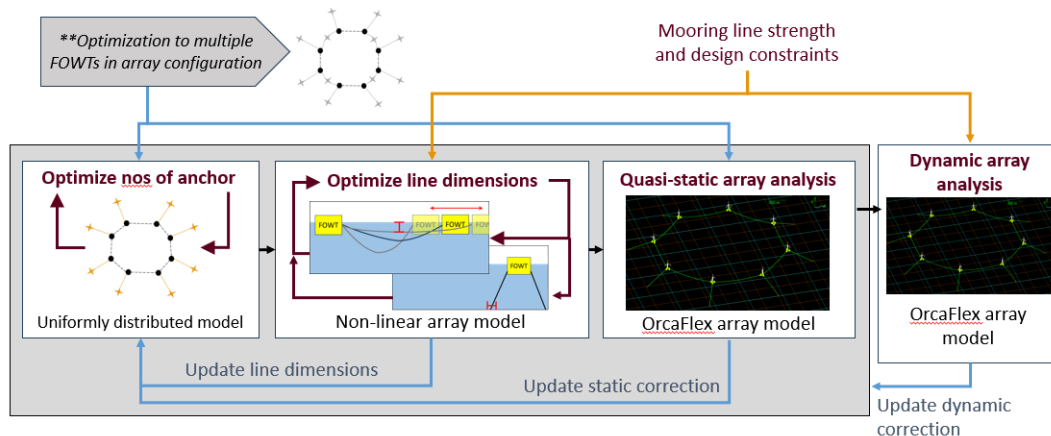 **Optimization to multiple
FOWTs in array configuration
Mooring line strength
and design constraints
Optimize nos of anchor
Uniformly distributed model
Optimize line dimensions
FOWT
FOWT
FOWT
FOW
FOWT
Non-linear array model
Quasi-static array analysis
OrcaFlex array model
Dynamic array
analysis
OrcaFlex array
model
Update line dimensions
Update static correction
Update dynamic
correction